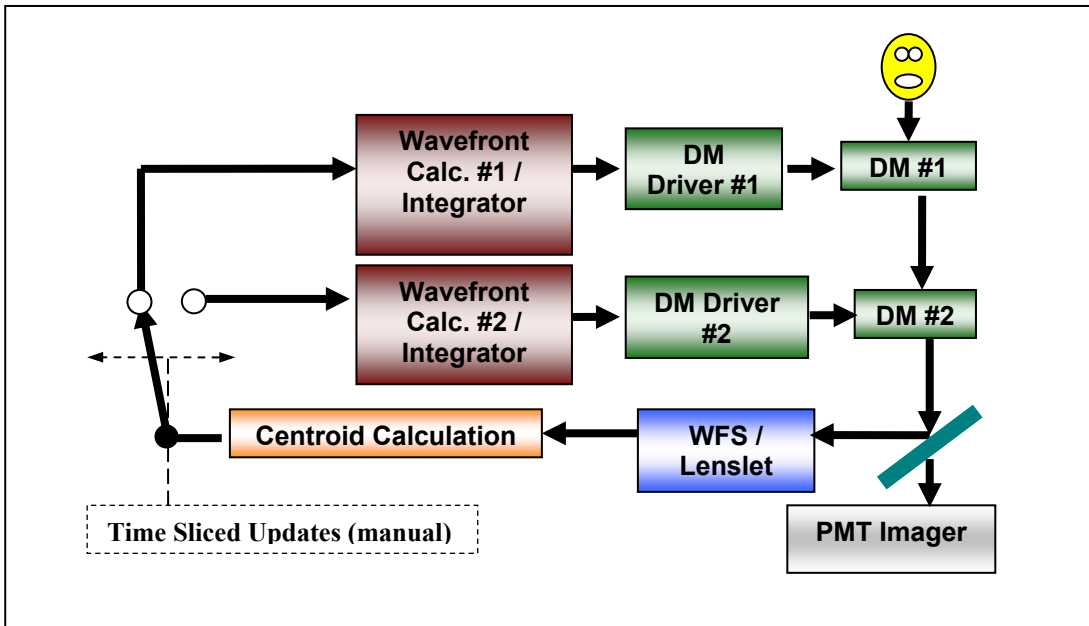 Wavefront
Calc. #1 /
Integrator
DM
Driver #1
DM #1
Wavefront
Calc. #2 /
Integrator
DM Driver
#2
DM #2
Centroid Calculation
WFS /
Lenslet
Time Sliced Updates (manual)
PMT Imager